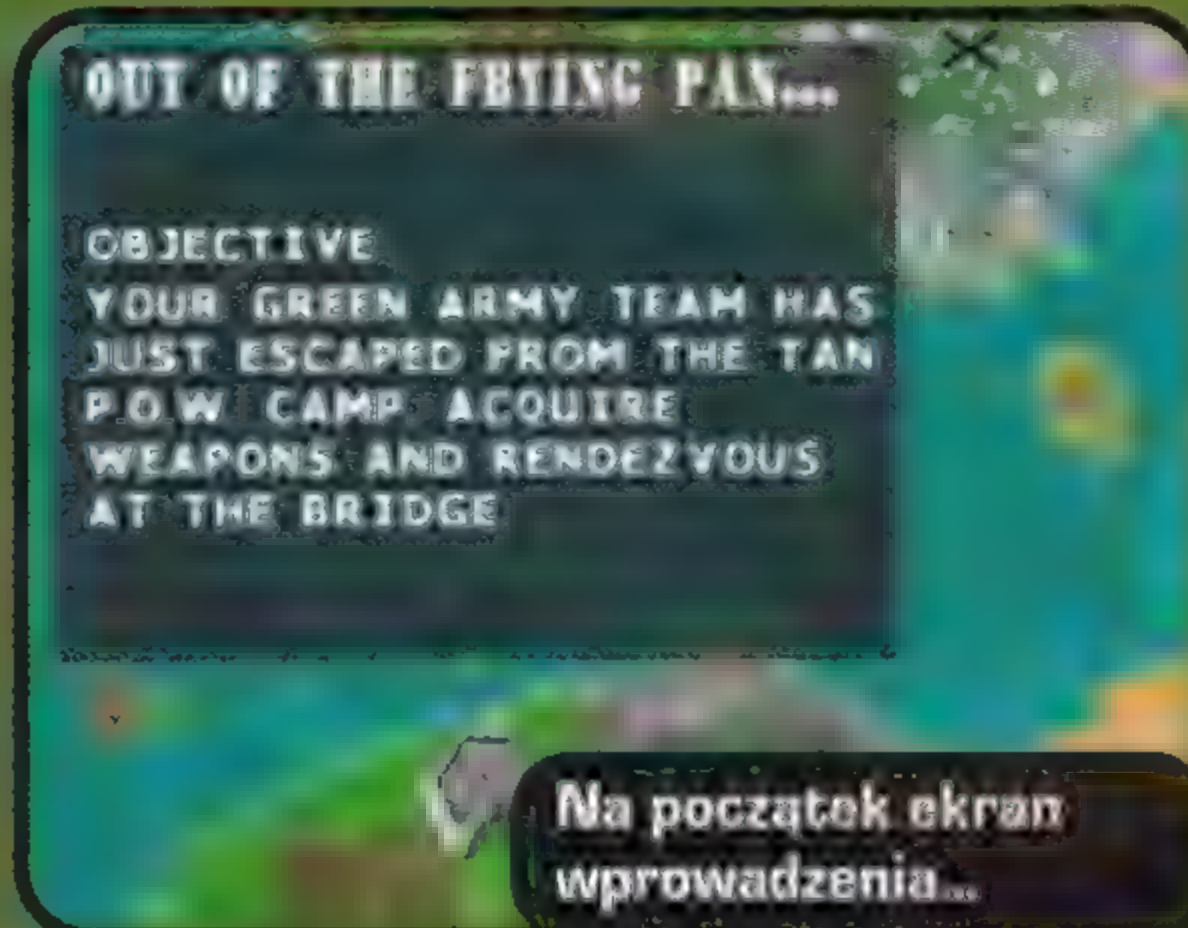 OUT OF THE FRYING PAN...
OBJECTIVE
YOUR GREEN ARMY TEAM HAS
JUST ESCAPED FROM THE TAN
P.O.W. CAMP. ACQUIRE
WEAPONS AND RENDEZVOUS
AT THE BRIDGE
Na początek ekran
wprowadzenia...